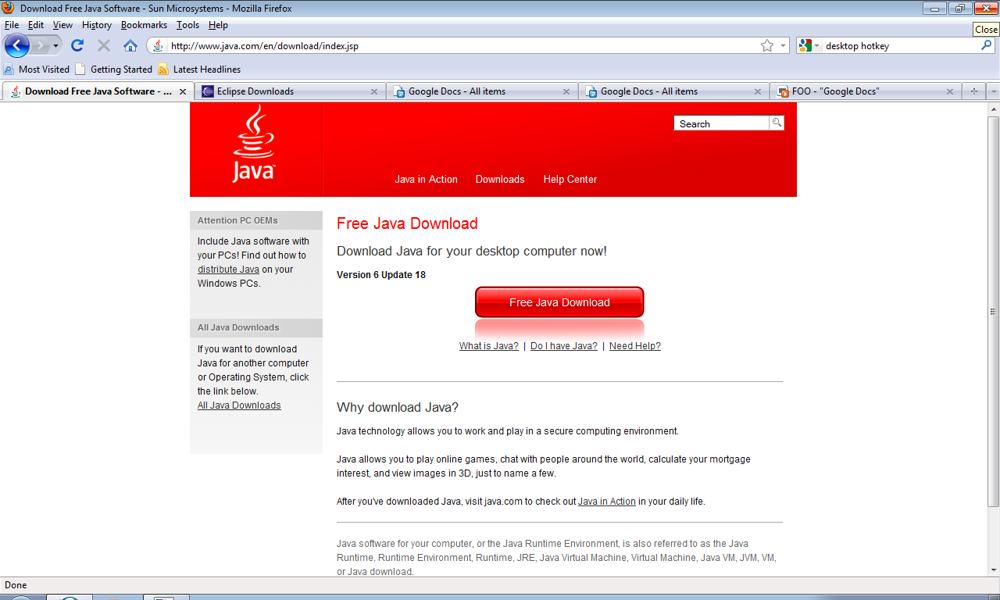 Download Free Java Software - Sun Microsystems - Mozilla Firefox
File Edit View History Bookmarks Tools Help
Close
http://www.java.com/en/download/index.jsp
desktop hotkey
Most Visited Getting Started Latest Headlines
Download Free Java Software - ... Eclipse Downloads Google Docs - All items Google Docs - All items FOO - "Google Docs"
Java™
Search
Java in Action Downloads Help Center
Attention PC OEMs
Include Java software with
your PCs! Find out how to
distribute Java on your
Windows PCs.
All Java Downloads
If you want to download
Java for another computer
or Operating System, click
the link below.
All Java Downloads
Free Java Download
Download Java for your desktop computer now!
Version 6 Update 18
Free Java Download
What is Java? | Do I have Java? | Need Help?
Why download Java?
Java technology allows you to work and play in a secure computing environment.
Java allows you to play online games, chat with people around the world, calculate your mortgage
interest, and view images in 3D, just to name a few.
After you've downloaded Java, visit java.com to check out Java in Action in your daily life.
Java software for your computer, or the Java Runtime Environment, is also referred to as the Java
Runtime, Runtime Environment, Runtime, JRE, Java Virtual Machine, Virtual Machine, Java VM, JVM, VM,
or Java download.
Done